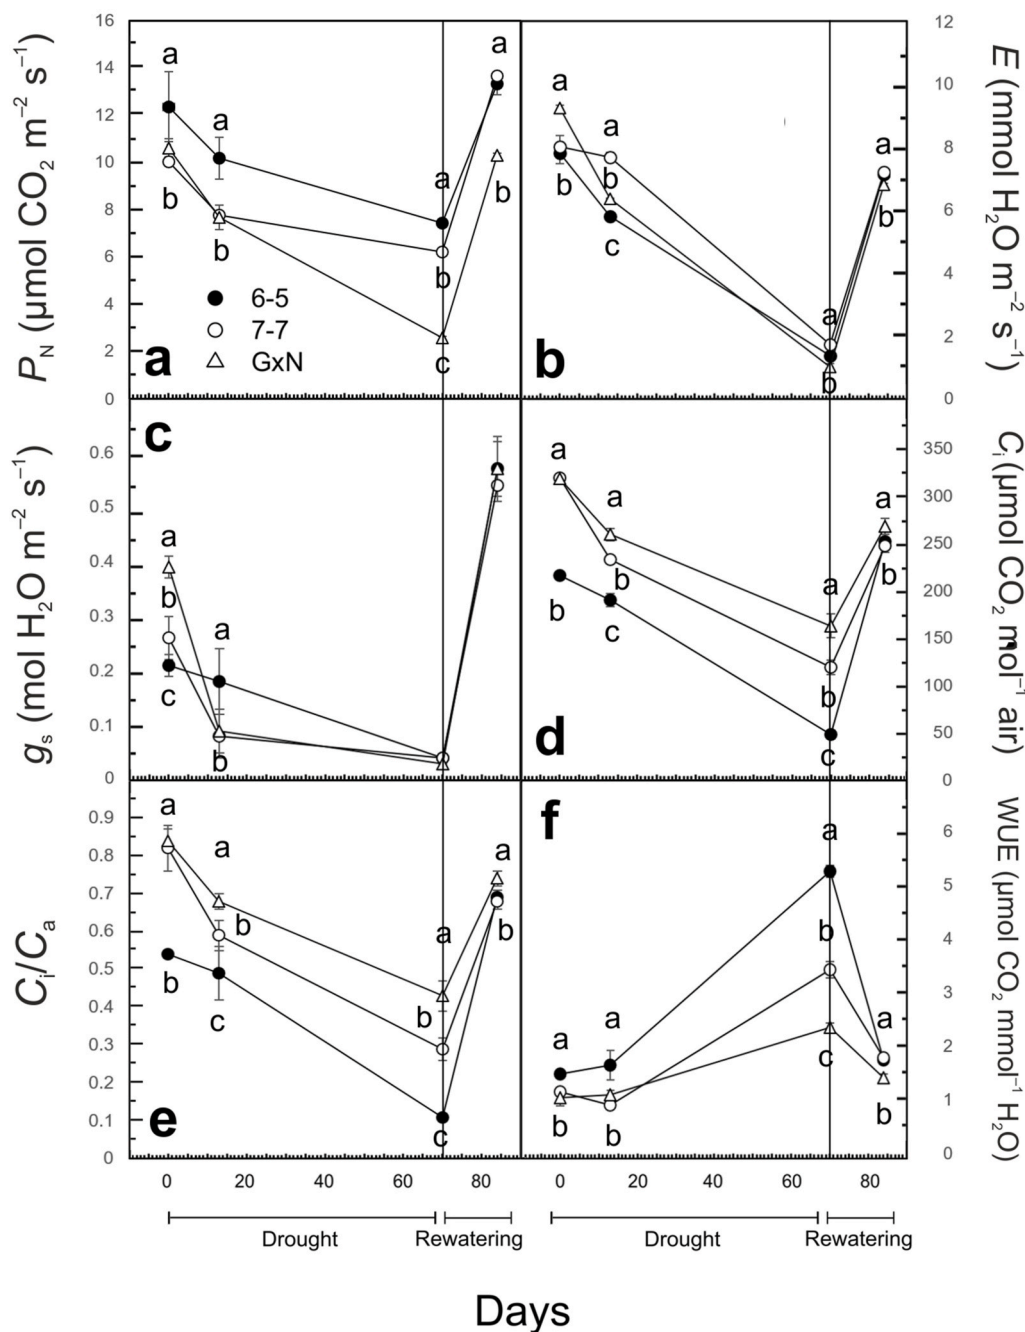 P_N (µmol CO₂ m⁻² s⁻¹)
16
14
12
10
8
6
4
2
0
a
b
a
b
a
b
c
a
b
6-5
7-7
GxN
a
E (mmol H₂O m⁻² s⁻¹)
12
10
8
6
4
2
0
a
b
a
b
c
a
b
a
b
b
g_s (mol H₂O m⁻² s⁻¹)
0.6
0.5
0.4
0.3
0.2
0.1
0
c
a
b
c
a
b
C_i (µmol CO₂ mol⁻¹ air)
350
300
250
200
150
100
50
0
a
b
a
b
c
a
b
c
a
b
d
C_i/C_a
0.9
0.8
0.7
0.6
0.5
0.4
0.3
0.2
0.1
0
a
b
a
b
c
a
b
c
a
b
e
WUE (µmol CO₂ mmol⁻¹ H₂O)
6
5
4
3
2
1
0
f
a
b
a
b
a
b
c
a
b
0 20 40 60 80
0 20 40 60 80
Drought Rewatering
Drought Rewatering
Days